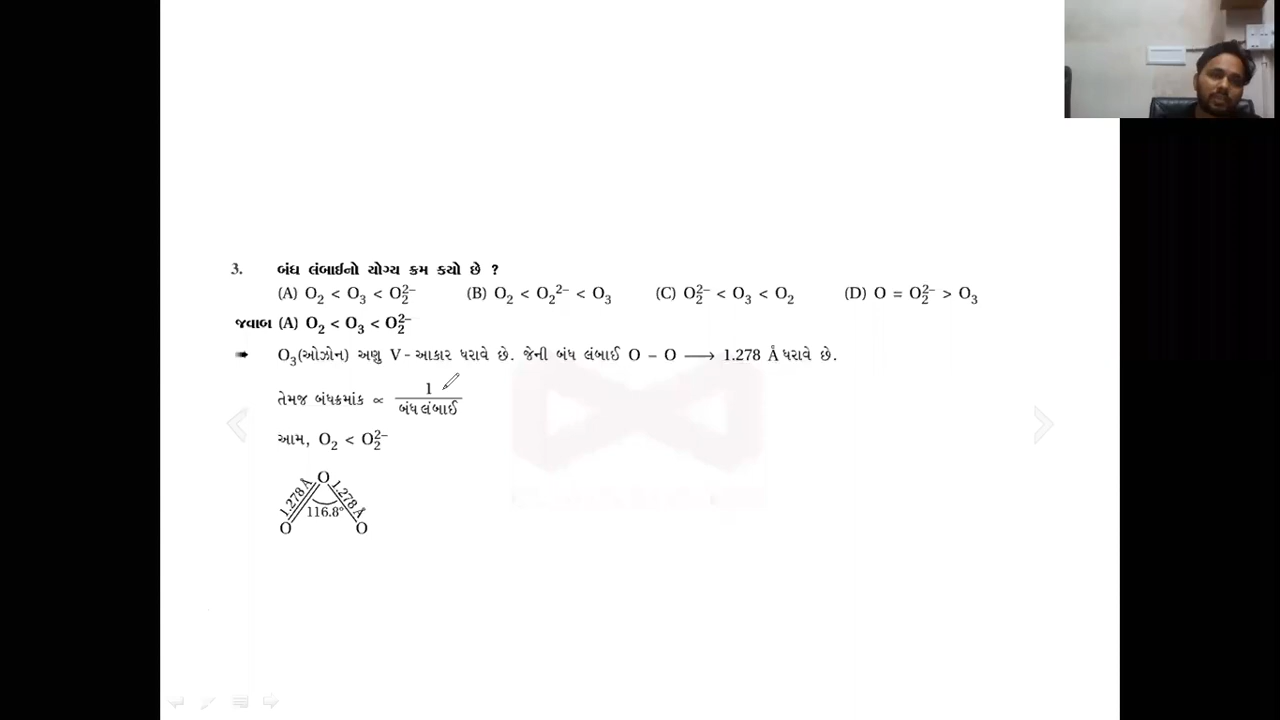 3. બંધ લંબાઈનો યોગ્ય ક્રમ કયો છે ?
(A) O₂ < O₃ < O₂²⁻ (B) O₂ < O₂²⁻ < O₃ (C) O₂²⁻ < O₃ < O₂ (D) O = O₂²⁻ > O₃
જવાબ (A) O₂ < O₃ < O₂²⁻
➠ O₃(ઓઝોન) અણુ V - આકાર ધરાવે છે. જેની બંધ લંબાઈ O – O ⟶ 1.278 Å ધરાવે છે.
તેમજ બંધક્રમાંક ∝ 1 / બંધ લંબાઈ
આમ, O₂ < O₂²⁻
O
1.278 Å 1.278 Å
116.8°
O O